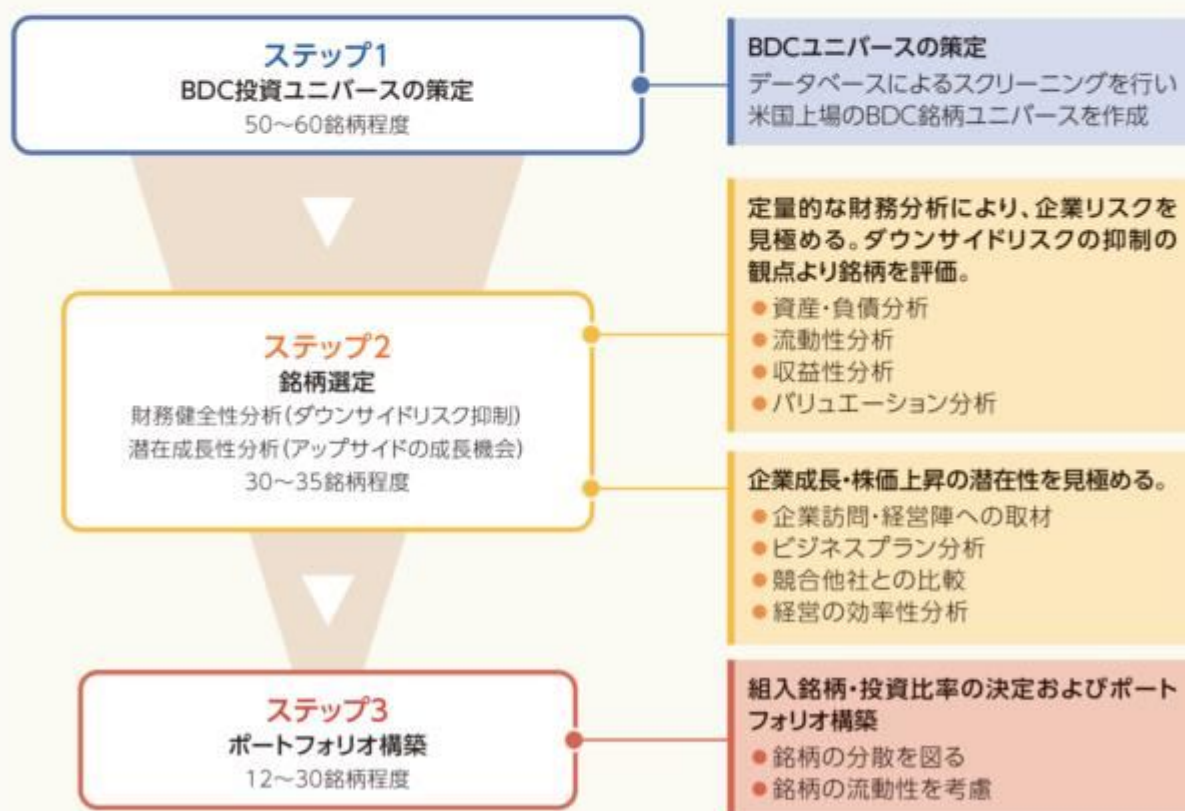 ステップ1
BDC投資ユニバースの策定
50～60銘柄程度
BDCユニバースの策定
データベースによるスクリーニングを行い
米国上場のBDC銘柄ユニバースを作成
ステップ2
銘柄選定
財務健全性分析(ダウンサイドリスク抑制)
潜在成長性分析(アップサイドの成長機会)
30～35銘柄程度
定量的な財務分析により、企業リスクを
見極める。ダウンサイドリスクの抑制の
観点より銘柄を評価。
●資産・負債分析
●流動性分析
●収益性分析
●バリュエーション分析
企業成長・株価上昇の潜在性を見極める。
●企業訪問・経営陣への取材
●ビジネスプラン分析
●競合他社との比較
●経営の効率性分析
ステップ3
ポートフォリオ構築
12～30銘柄程度
組入銘柄・投資比率の決定およびポート
フォリオ構築
●銘柄の分散を図る
●銘柄の流動性を考慮